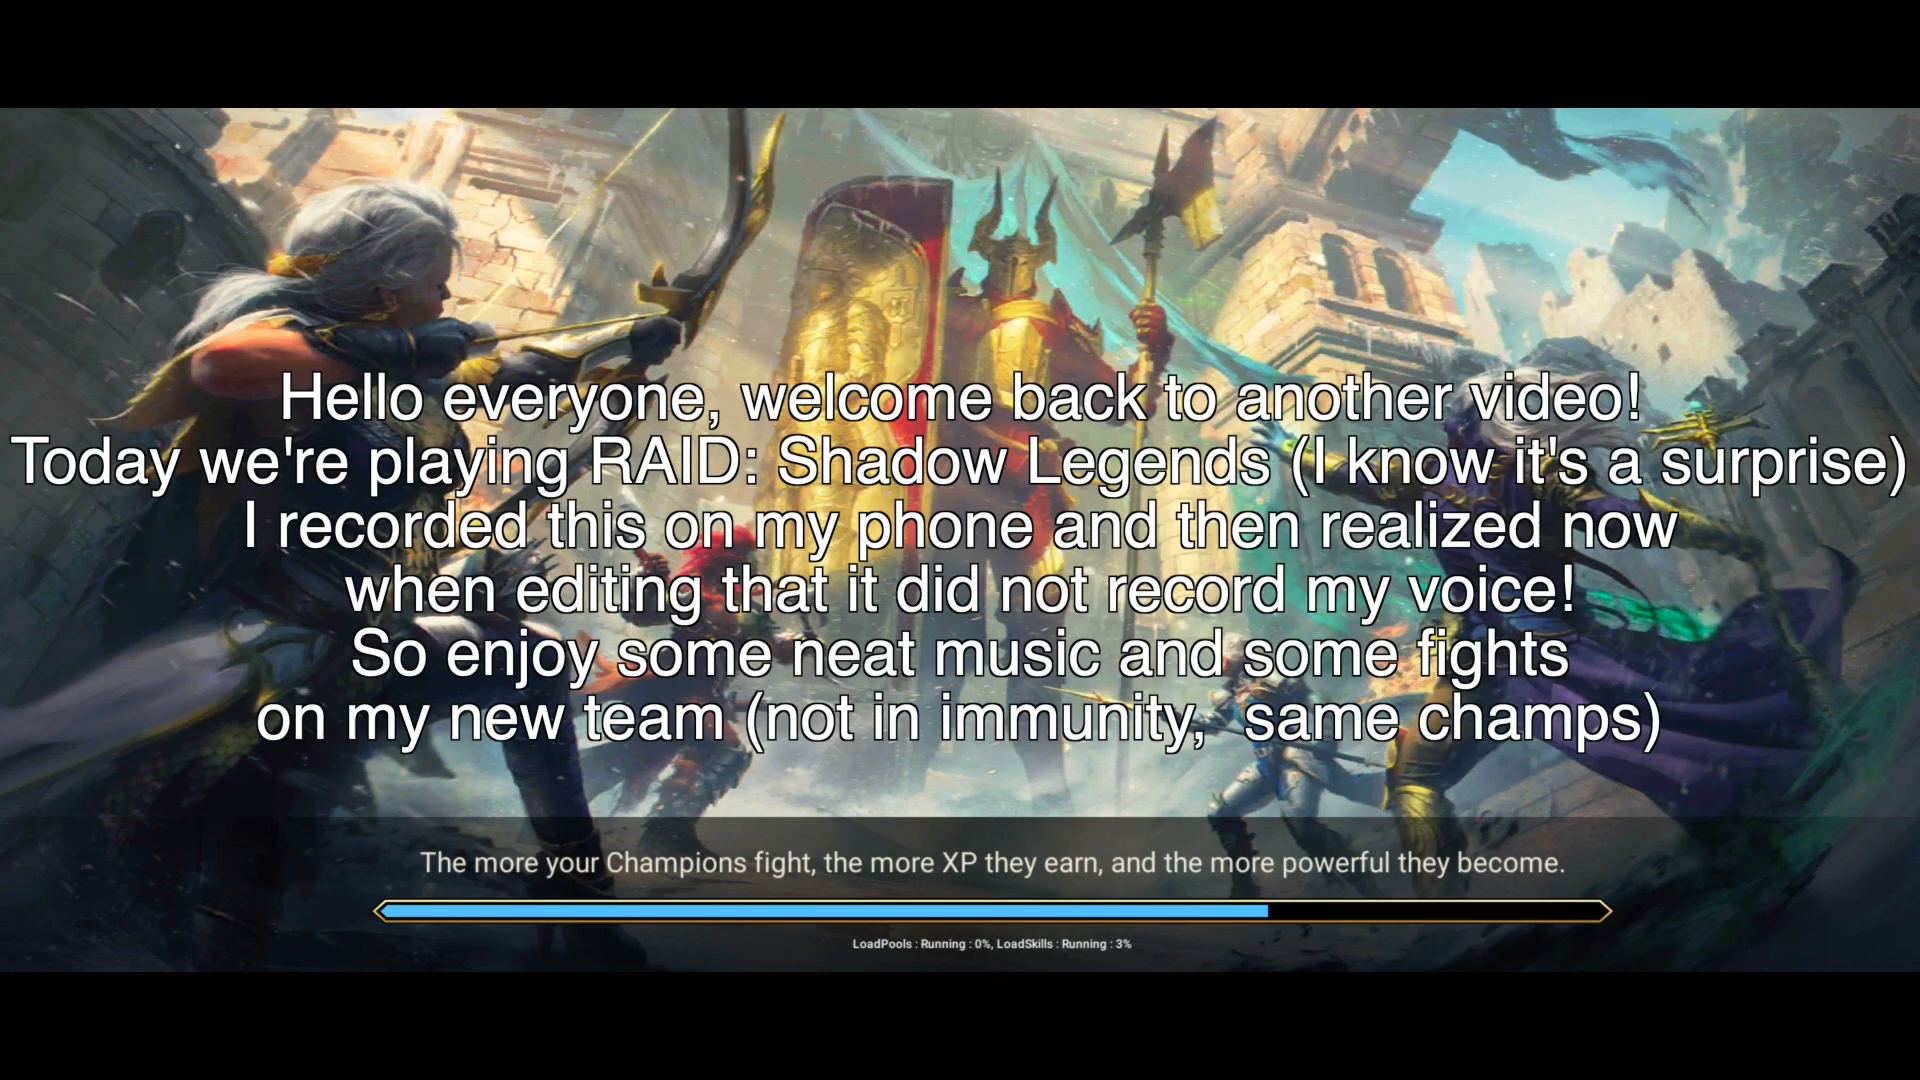 Hello everyone, welcome back to another video!
Today we're playing RAID: Shadow Legends (I know it's a surprise)
I recorded this on my phone and then realized now
when editing that it did not record my voice!
So enjoy some neat music and some fights
on my new team (not in immunity,  same champs)
The more your Champions fight, the more XP they earn, and the more powerful they become.
LoadPools : Running : 0%, LoadSkills : Running : 3%